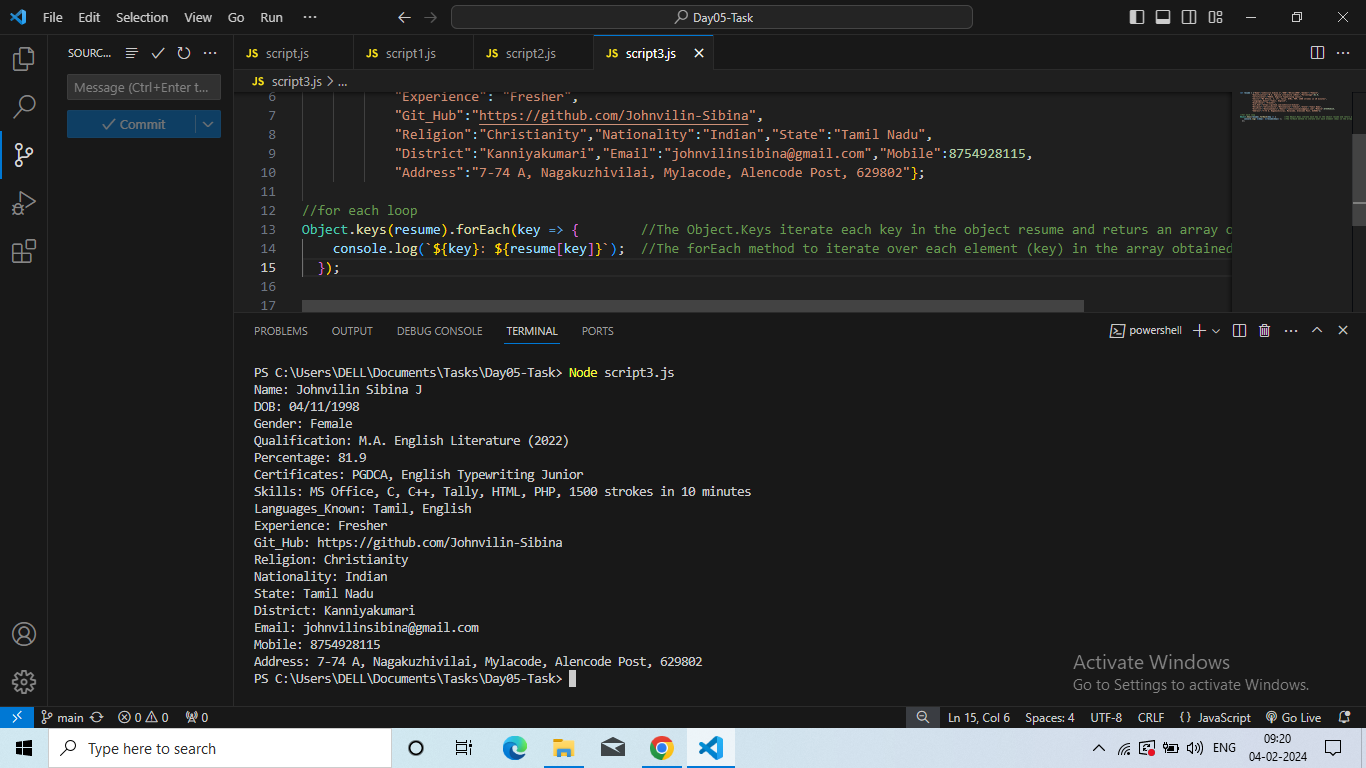 File Edit Selection View Go Run ··· Day05-Task
SOURC...
Message (Ctrl+Enter t...
Commit
JS script.js JS script1.js JS script2.js JS script3.js
JS script3.js > ...
6 "Experience": "Fresher",
7 "Git_Hub":"https://github.com/Johnvilin-Sibina",
8 "Religion":"Christianity","Nationality":"Indian","State":"Tamil Nadu",
9 "District":"Kanniyakumari","Email":"johnvilinsibina@gmail.com","Mobile":8754928115,
10 "Address":"7-74 A, Nagakuzhivilai, Mylacode, Alencode Post, 629802"};
11
12 //for each loop
13 Object.keys(resume).forEach(key => { //The Object.Keys iterate each key in the object resume and returs an array o
14 console.log(`${key}: ${resume[key]}`); //The forEach method to iterate over each element (key) in the array obtained
15 });
16
17
PROBLEMS OUTPUT DEBUG CONSOLE TERMINAL PORTS powershell
PS C:\Users\DELL\Documents\Tasks\Day05-Task> Node script3.js
Name: Johnvilin Sibina J
DOB: 04/11/1998
Gender: Female
Qualification: M.A. English Literature (2022)
Percentage: 81.9
Certificates: PGDCA, English Typewriting Junior
Skills: MS Office, C, C++, Tally, HTML, PHP, 1500 strokes in 10 minutes
Languages_Known: Tamil, English
Experience: Fresher
Git_Hub: https://github.com/Johnvilin-Sibina
Religion: Christianity
Nationality: Indian
State: Tamil Nadu
District: Kanniyakumari
Email: johnvilinsibina@gmail.com
Mobile: 8754928115
Address: 7-74 A, Nagakuzhivilai, Mylacode, Alencode Post, 629802
PS C:\Users\DELL\Documents\Tasks\Day05-Task>
Activate Windows
Go to Settings to activate Windows.
main 0 0 0 Ln 15, Col 6 Spaces: 4 UTF-8 CRLF {} JavaScript Go Live
Type here to search ENG 09:20
04-02-2024